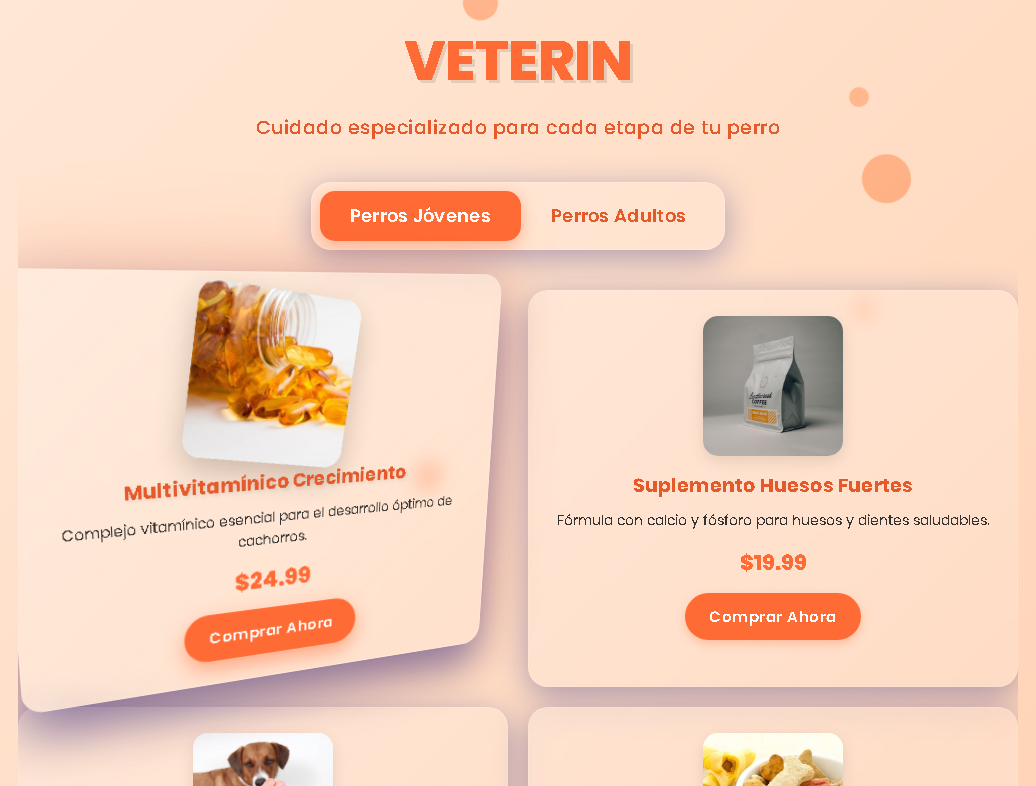 VETERIN
Cuidado especializado para cada etapa de tu perro
Perros Jóvenes
Perros Adultos
Multivitamínico Crecimiento
Complejo vitamínico esencial para el desarrollo óptimo de
cachorros.
$24.99
Comprar Ahora
COFFEE
Suplemento Huesos Fuertes
Fórmula con calcio y fósforo para huesos y dientes saludables.
$19.99
Comprar Ahora